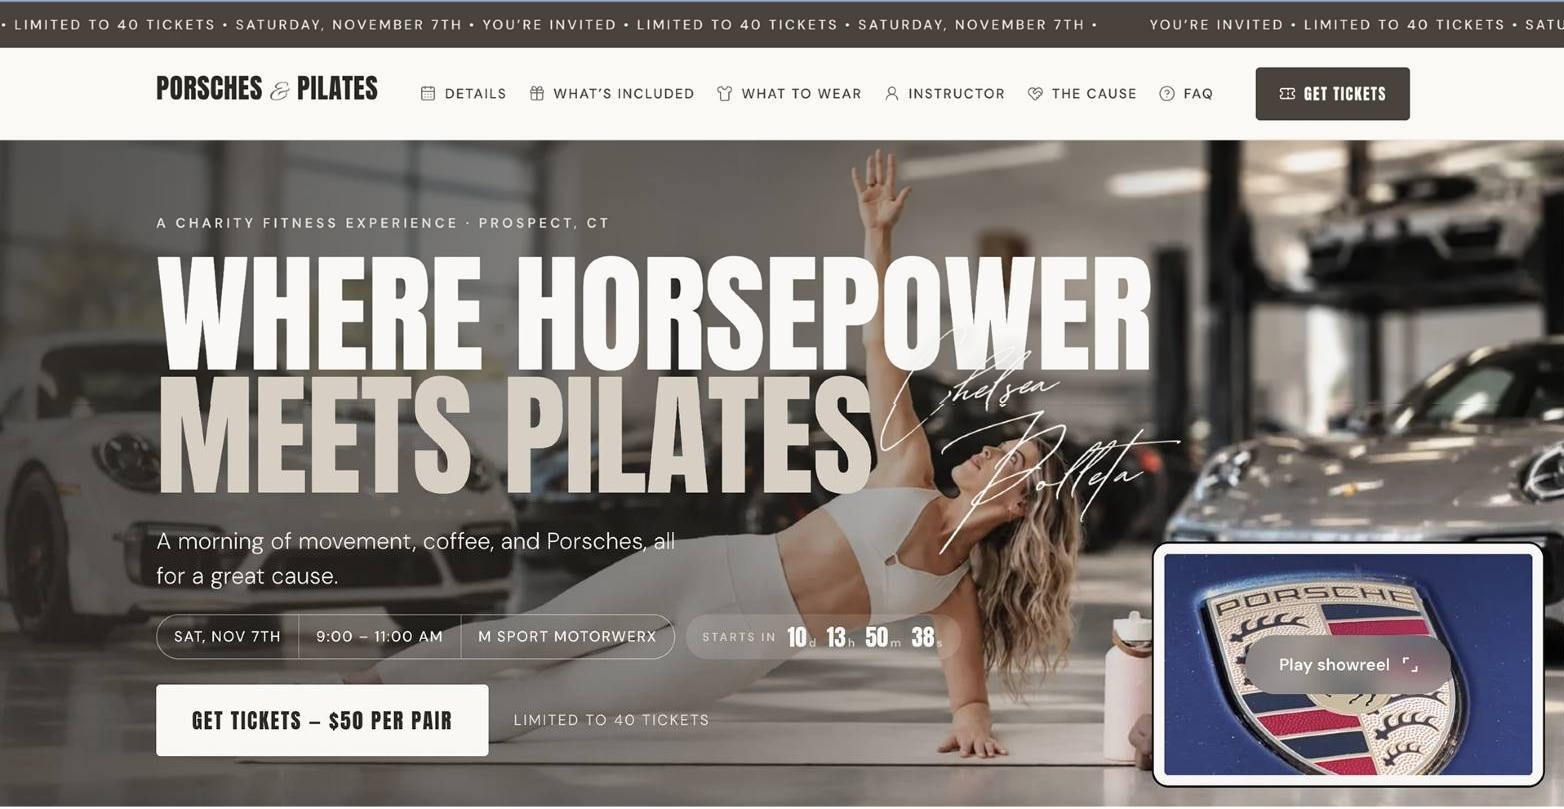 • LIMITED TO 40 TICKETS • SATURDAY, NOVEMBER 7TH • YOU'RE INVITED • LIMITED TO 40 TICKETS • SATURDAY, NOVEMBER 7TH • YOU'RE INVITED • LIMITED TO 40 TICKETS • SATU
PORSCHES & PILATES
DETAILS
WHAT'S INCLUDED
WHAT TO WEAR
INSTRUCTOR
THE CAUSE
FAQ
GET TICKETS
A CHARITY FITNESS EXPERIENCE · PROSPECT, CT
WHERE HORSEPOWER
MEETS PILATES
Chelsea
Polleta
A morning of movement, coffee, and Porsches, all
for a great cause.
SAT, NOV 7TH
9:00 – 11:00 AM
M SPORT MOTORWERX
STARTS IN 10d 13h 50m 38s
GET TICKETS – $50 PER PAIR
LIMITED TO 40 TICKETS
PORSCHE
Play showreel